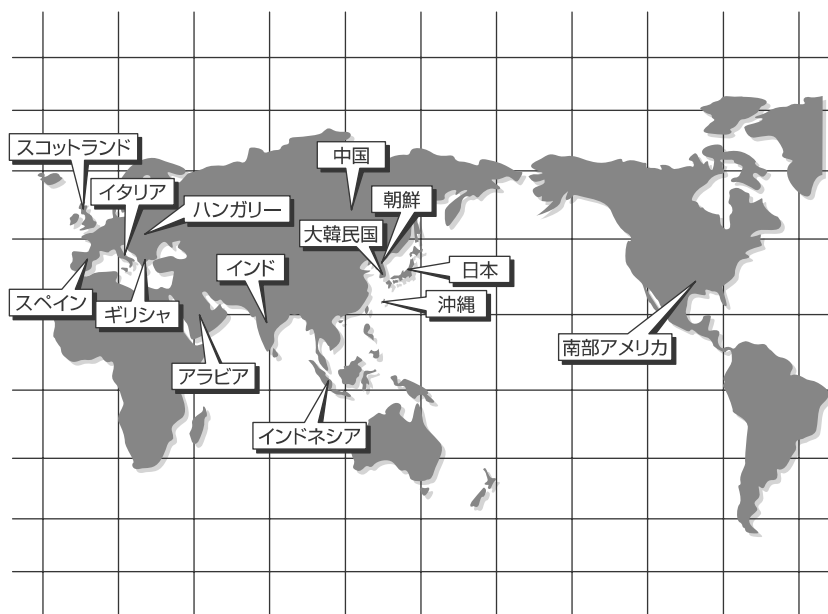 スコットランド
中国
イタリア
朝鮮
ハンガリー
大韓民国
インド
日本
スペイン
ギリシャ
沖縄
南部アメリカ
アラビア
インドネシア